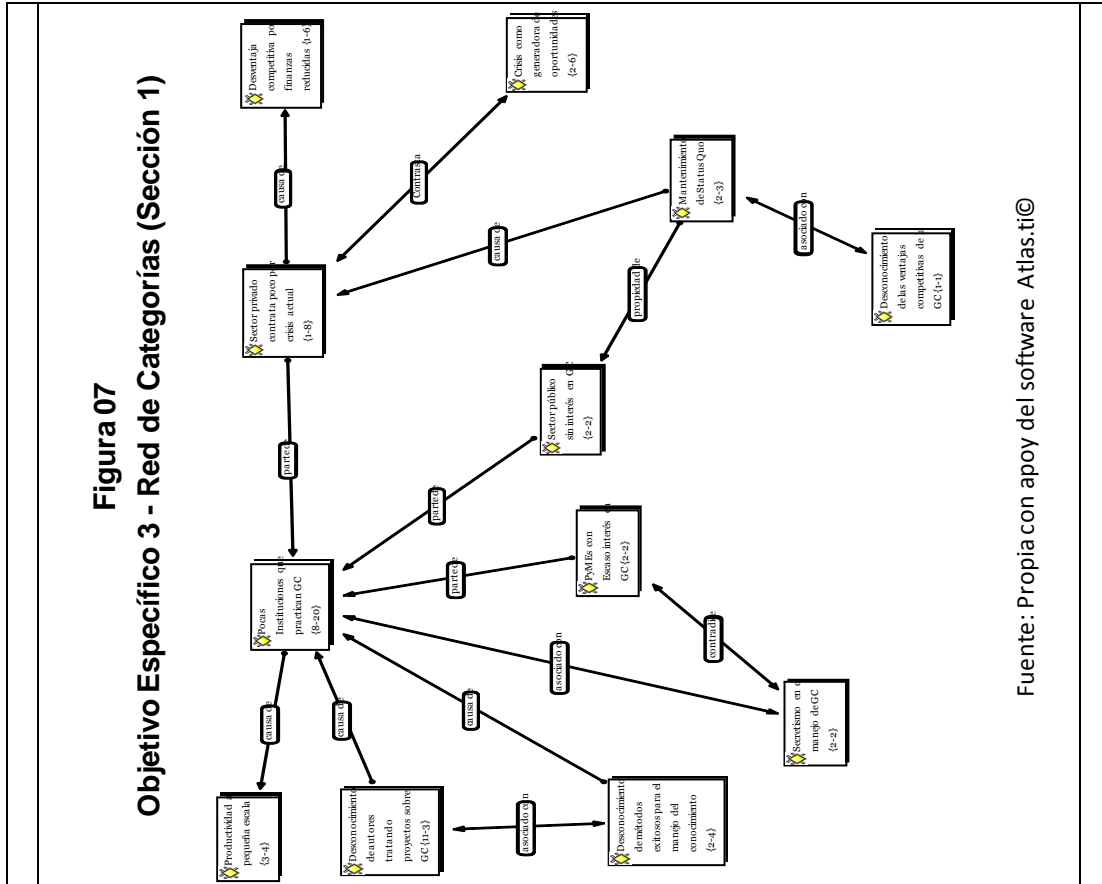 Figura 07
Objetivo Específico 3 - Red de Categorías (Sección 1)
Desventaja
competitiva po
finanzas
reducidas {1-6}
causa de
Crisis como
generadora de
oportunidades
{2-6}
Contrasta
Sector privado
contrata poco por
crisis actual
{1-8}
causa de
Mantenimiento
de Status Quo
{2-3}
asociado con
Desconocimiento
de las ventajas
competitivas de
GC {1-1}
propiedad de
parte de
Sector público
sin interés en GC
{2-2}
parte de
Pocas
Instituciones que
practican GC
{8-20}
parte de
PyMEs con
Escaso interés en
GC {2-2}
asociado con
contradice
Secretismo en
manejo de GC
{2-2}
causa de
causa de
causa de
Productividad a
pequeña escala
{3-4}
Desconocimiento
de autores
tratando
proyectos sobre
GC {11-3}
asociado con
Desconocimiento
de métodos
exitosos para el
manejo del
conocimiento
{2-4}
Fuente: Propia con apoy del software Atlas.ti©